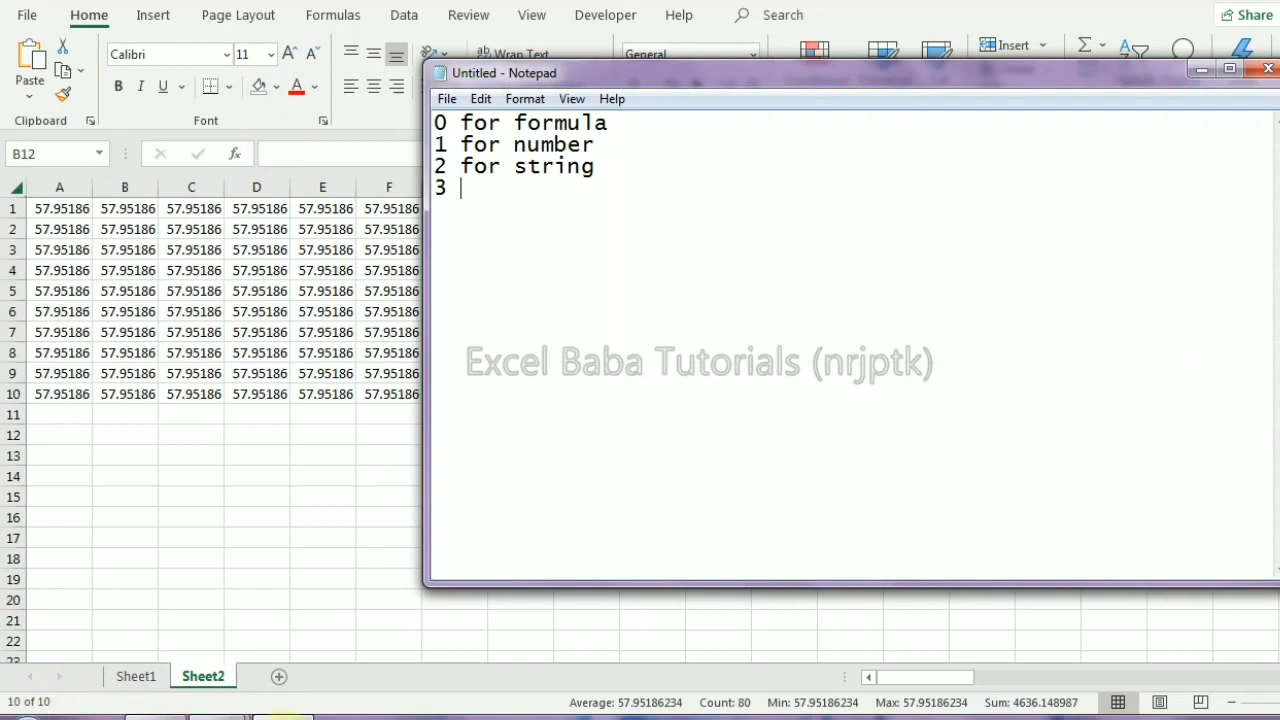 File Home Insert Page Layout Formulas Data Review View Developer Help Search Share
Calibri 11 Wrap Text General Insert
Paste B I U A
Clipboard Font
Untitled - Notepad
File Edit Format View Help
0 for formula
1 for number
2 for string
3
Excel Baba Tutorials (nrjptk)
B12 fx
A B C D E F
1 57.95186 57.95186 57.95186 57.95186 57.95186 57.95186
2 57.95186 57.95186 57.95186 57.95186 57.95186 57.95186
3 57.95186 57.95186 57.95186 57.95186 57.95186 57.95186
4 57.95186 57.95186 57.95186 57.95186 57.95186 57.95186
5 57.95186 57.95186 57.95186 57.95186 57.95186 57.95186
6 57.95186 57.95186 57.95186 57.95186 57.95186 57.95186
7 57.95186 57.95186 57.95186 57.95186 57.95186 57.95186
8 57.95186 57.95186 57.95186 57.95186 57.95186 57.95186
9 57.95186 57.95186 57.95186 57.95186 57.95186 57.95186
10 57.95186 57.95186 57.95186 57.95186 57.95186 57.95186
11
12
13
14
15
16
17
18
19
20
21
22
23
Sheet1 Sheet2
10 of 10 Average: 57.95186234 Count: 80 Min: 57.95186234 Max: 57.95186234 Sum: 4636.148987